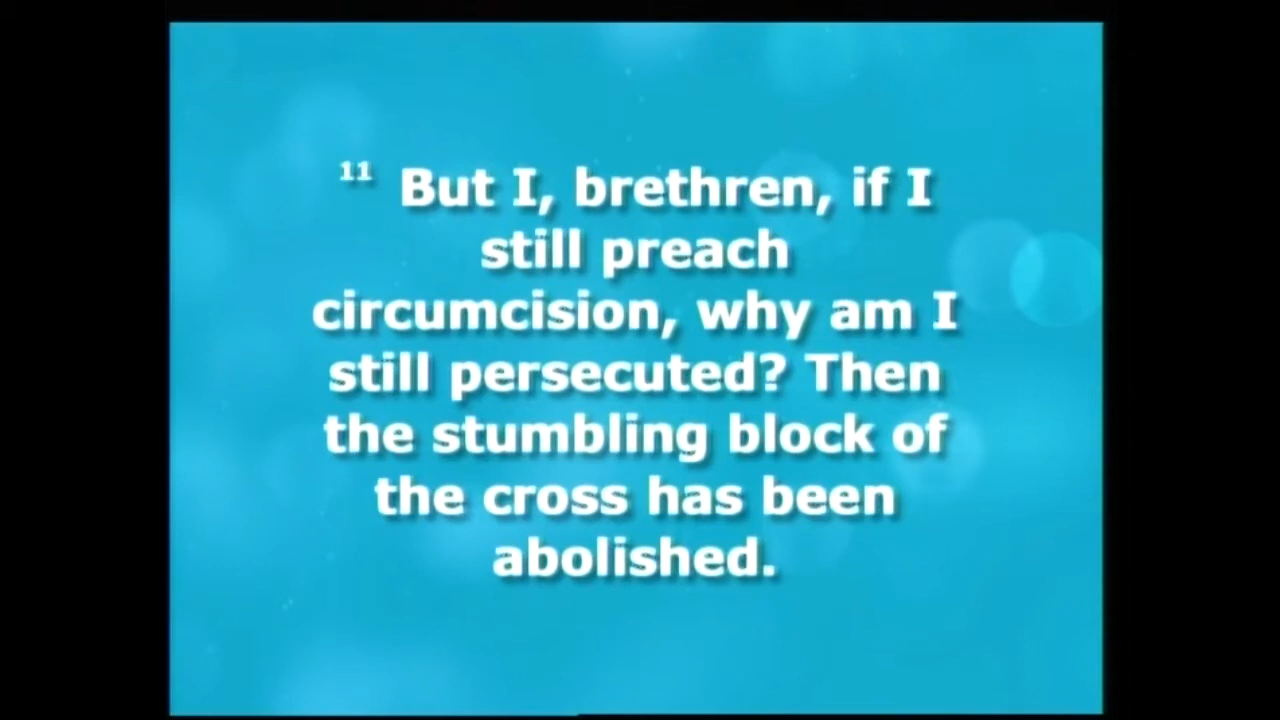 11 But I, brethren, if I
still preach
circumcision, why am I
still persecuted? Then
the stumbling block of
the cross has been
abolished.